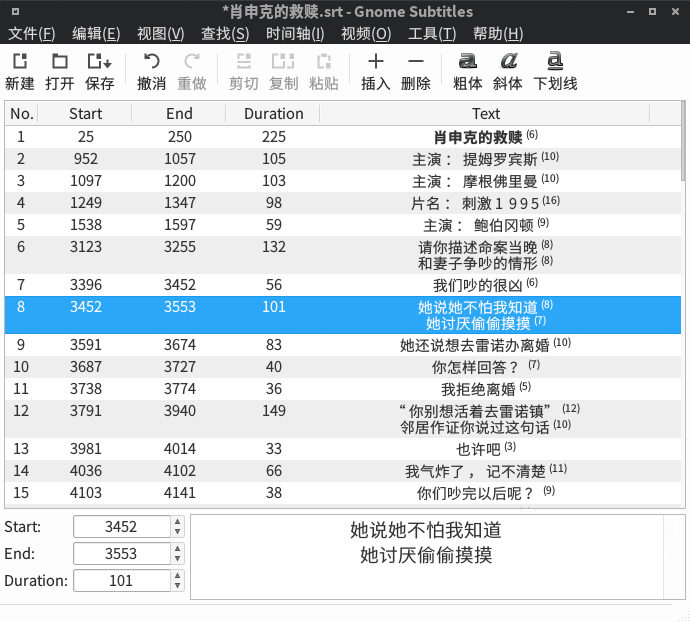 *肖申克的救赎.srt - Gnome Subtitles
文件(F) 编辑(E) 视图(V) 查找(S) 时间轴(I) 视频(O) 工具(T) 帮助(H)
新建 打开 保存 撤消 重做 剪切 复制 粘贴 插入 删除 粗体 斜体 下划线
No. Start End Duration Text
1 25 250 225 肖申克的救赎 (6)
2 952 1057 105 主演： 提姆罗宾斯 (10)
3 1097 1200 103 主演： 摩根佛里曼 (10)
4 1249 1347 98 片名： 刺激１９９５ (16)
5 1538 1597 59 主演： 鲍伯冈顿 (9)
6 3123 3255 132 请你描述命案当晚 (8)
和妻子争吵的情形 (8)
7 3396 3452 56 我们吵的很凶 (6)
8 3452 3553 101 她说她不怕我知道 (8)
她讨厌偷偷摸摸 (7)
9 3591 3674 83 她还说想去雷诺办离婚 (10)
10 3687 3727 40 你怎样回答？ (7)
11 3738 3774 36 我拒绝离婚 (5)
12 3791 3940 149 “你别想活着去雷诺镇” (12)
邻居作证你说过这句话 (10)
13 3981 4014 33 也许吧 (3)
14 4036 4102 66 我气炸了， 记不清楚 (11)
15 4103 4141 38 你们吵完以后呢？ (9)
Start: 3452
End: 3553
Duration: 101
她说她不怕我知道
她讨厌偷偷摸摸